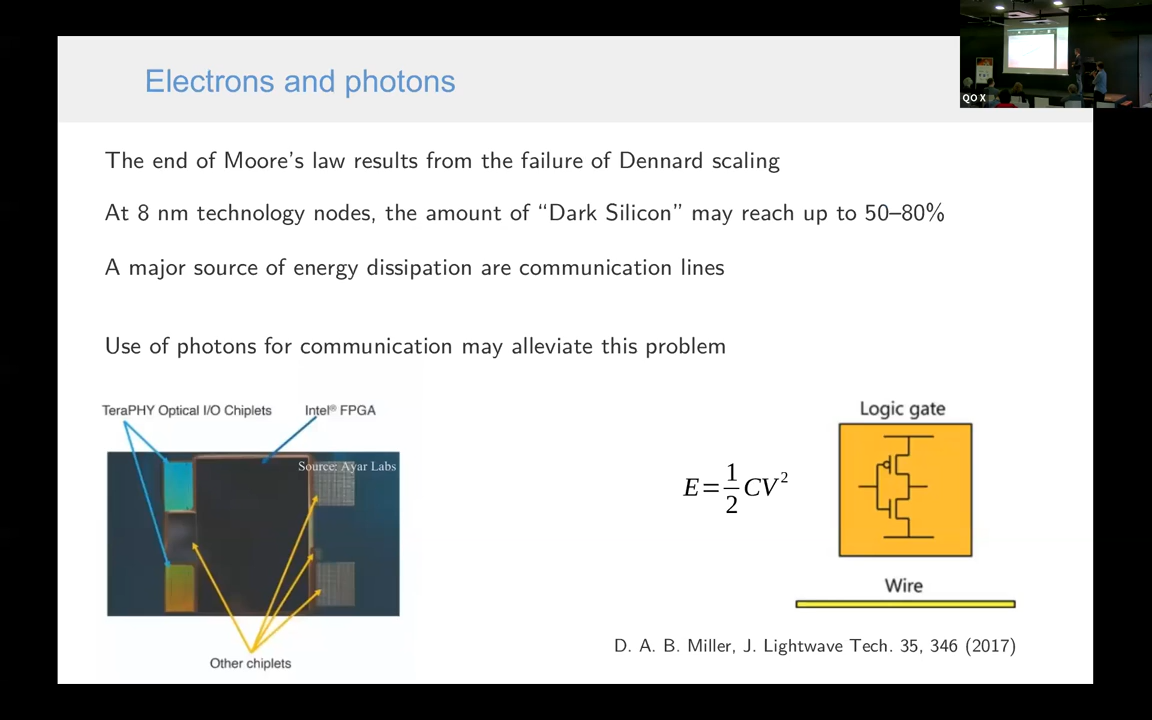 Electrons and photons
QO X
The end of Moore's law results from the failure of Dennard scaling
At 8 nm technology nodes, the amount of “Dark Silicon” may reach up to 50–80%
A major source of energy dissipation are communication lines
Use of photons for communication may alleviate this problem
TeraPHY Optical I/O Chiplets
Intel® FPGA
Source: Ayar Labs
Other chiplets
E=1/2 CV²
Logic gate
Wire
D. A. B. Miller, J. Lightwave Tech. 35, 346 (2017)